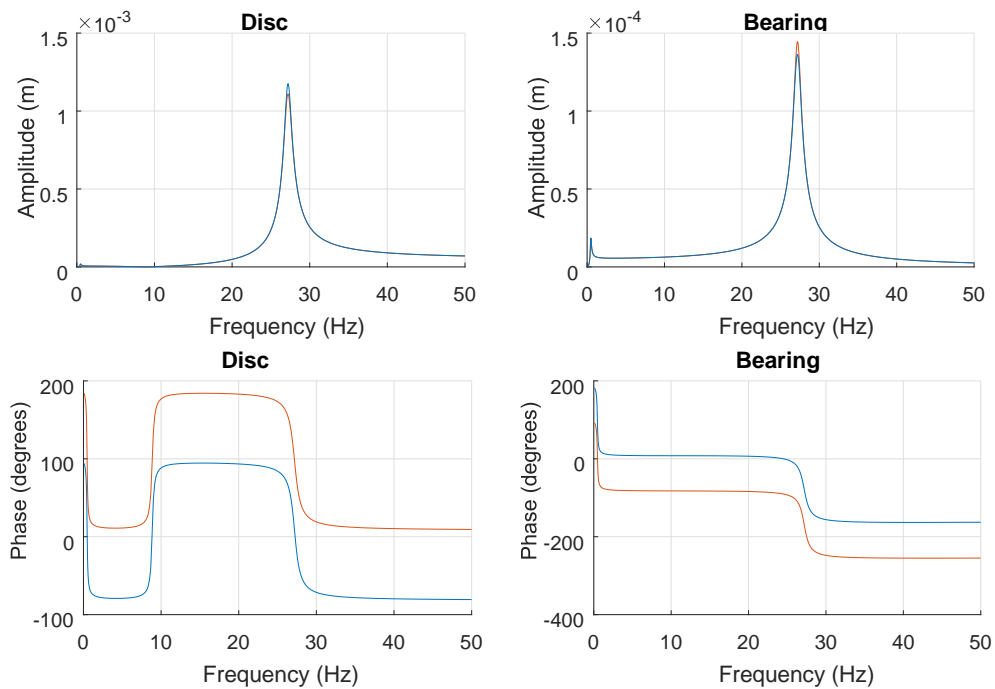 ×10⁻³
Disc
1.5
1
0.5
0
Amplitude (m)
0 10 20 30 40 50
Frequency (Hz)
×10⁻⁴
Bearing
1.5
1
0.5
0
Amplitude (m)
0 10 20 30 40 50
Frequency (Hz)
Disc
200
100
0
-100
Phase (degrees)
0 10 20 30 40 50
Frequency (Hz)
Bearing
200
0
-200
-400
Phase (degrees)
0 10 20 30 40 50
Frequency (Hz)